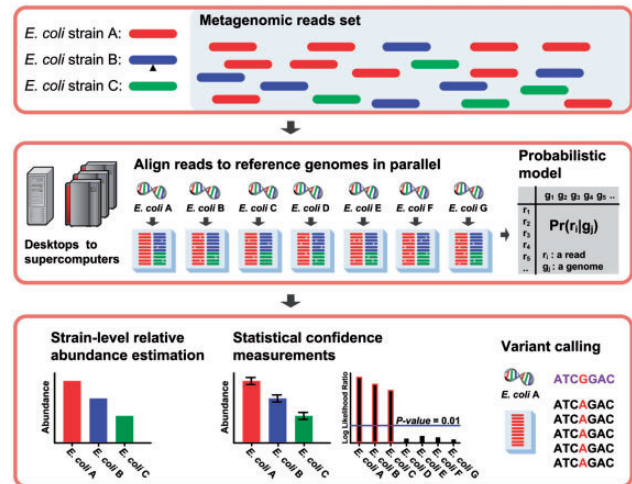 Metagenomic reads set
E. coli strain A:
E. coli strain B:
E. coli strain C:
Align reads to reference genomes in parallel
Desktops to
supercomputers
E. coli A
E. coli B
E. coli C
E. coli D
E. coli E
E. coli F
E. coli G
Probabilistic
model
g₁ g₂ g₃ g₄ g₅ ..
r₁
r₂
r₃
r₄
r₅
..
Pr(rᵢ|gⱼ)
rᵢ : a read
gⱼ : a genome
Strain-level relative
abundance estimation
Abundance
E. coli A
E. coli B
E. coli C
Statistical confidence
measurements
Abundance
E. coli A
E. coli B
E. coli C
Log Likelihood Ratio
P-value = 0.01
E. coli A
E. coli B
E. coli C
E. coli D
E. coli E
E. coli F
E. coli G
Variant calling
E. coli A
ATCGGAC
ATCAGAC
ATCAGAC
ATCAGAC
ATCAGAC
ATCAGAC